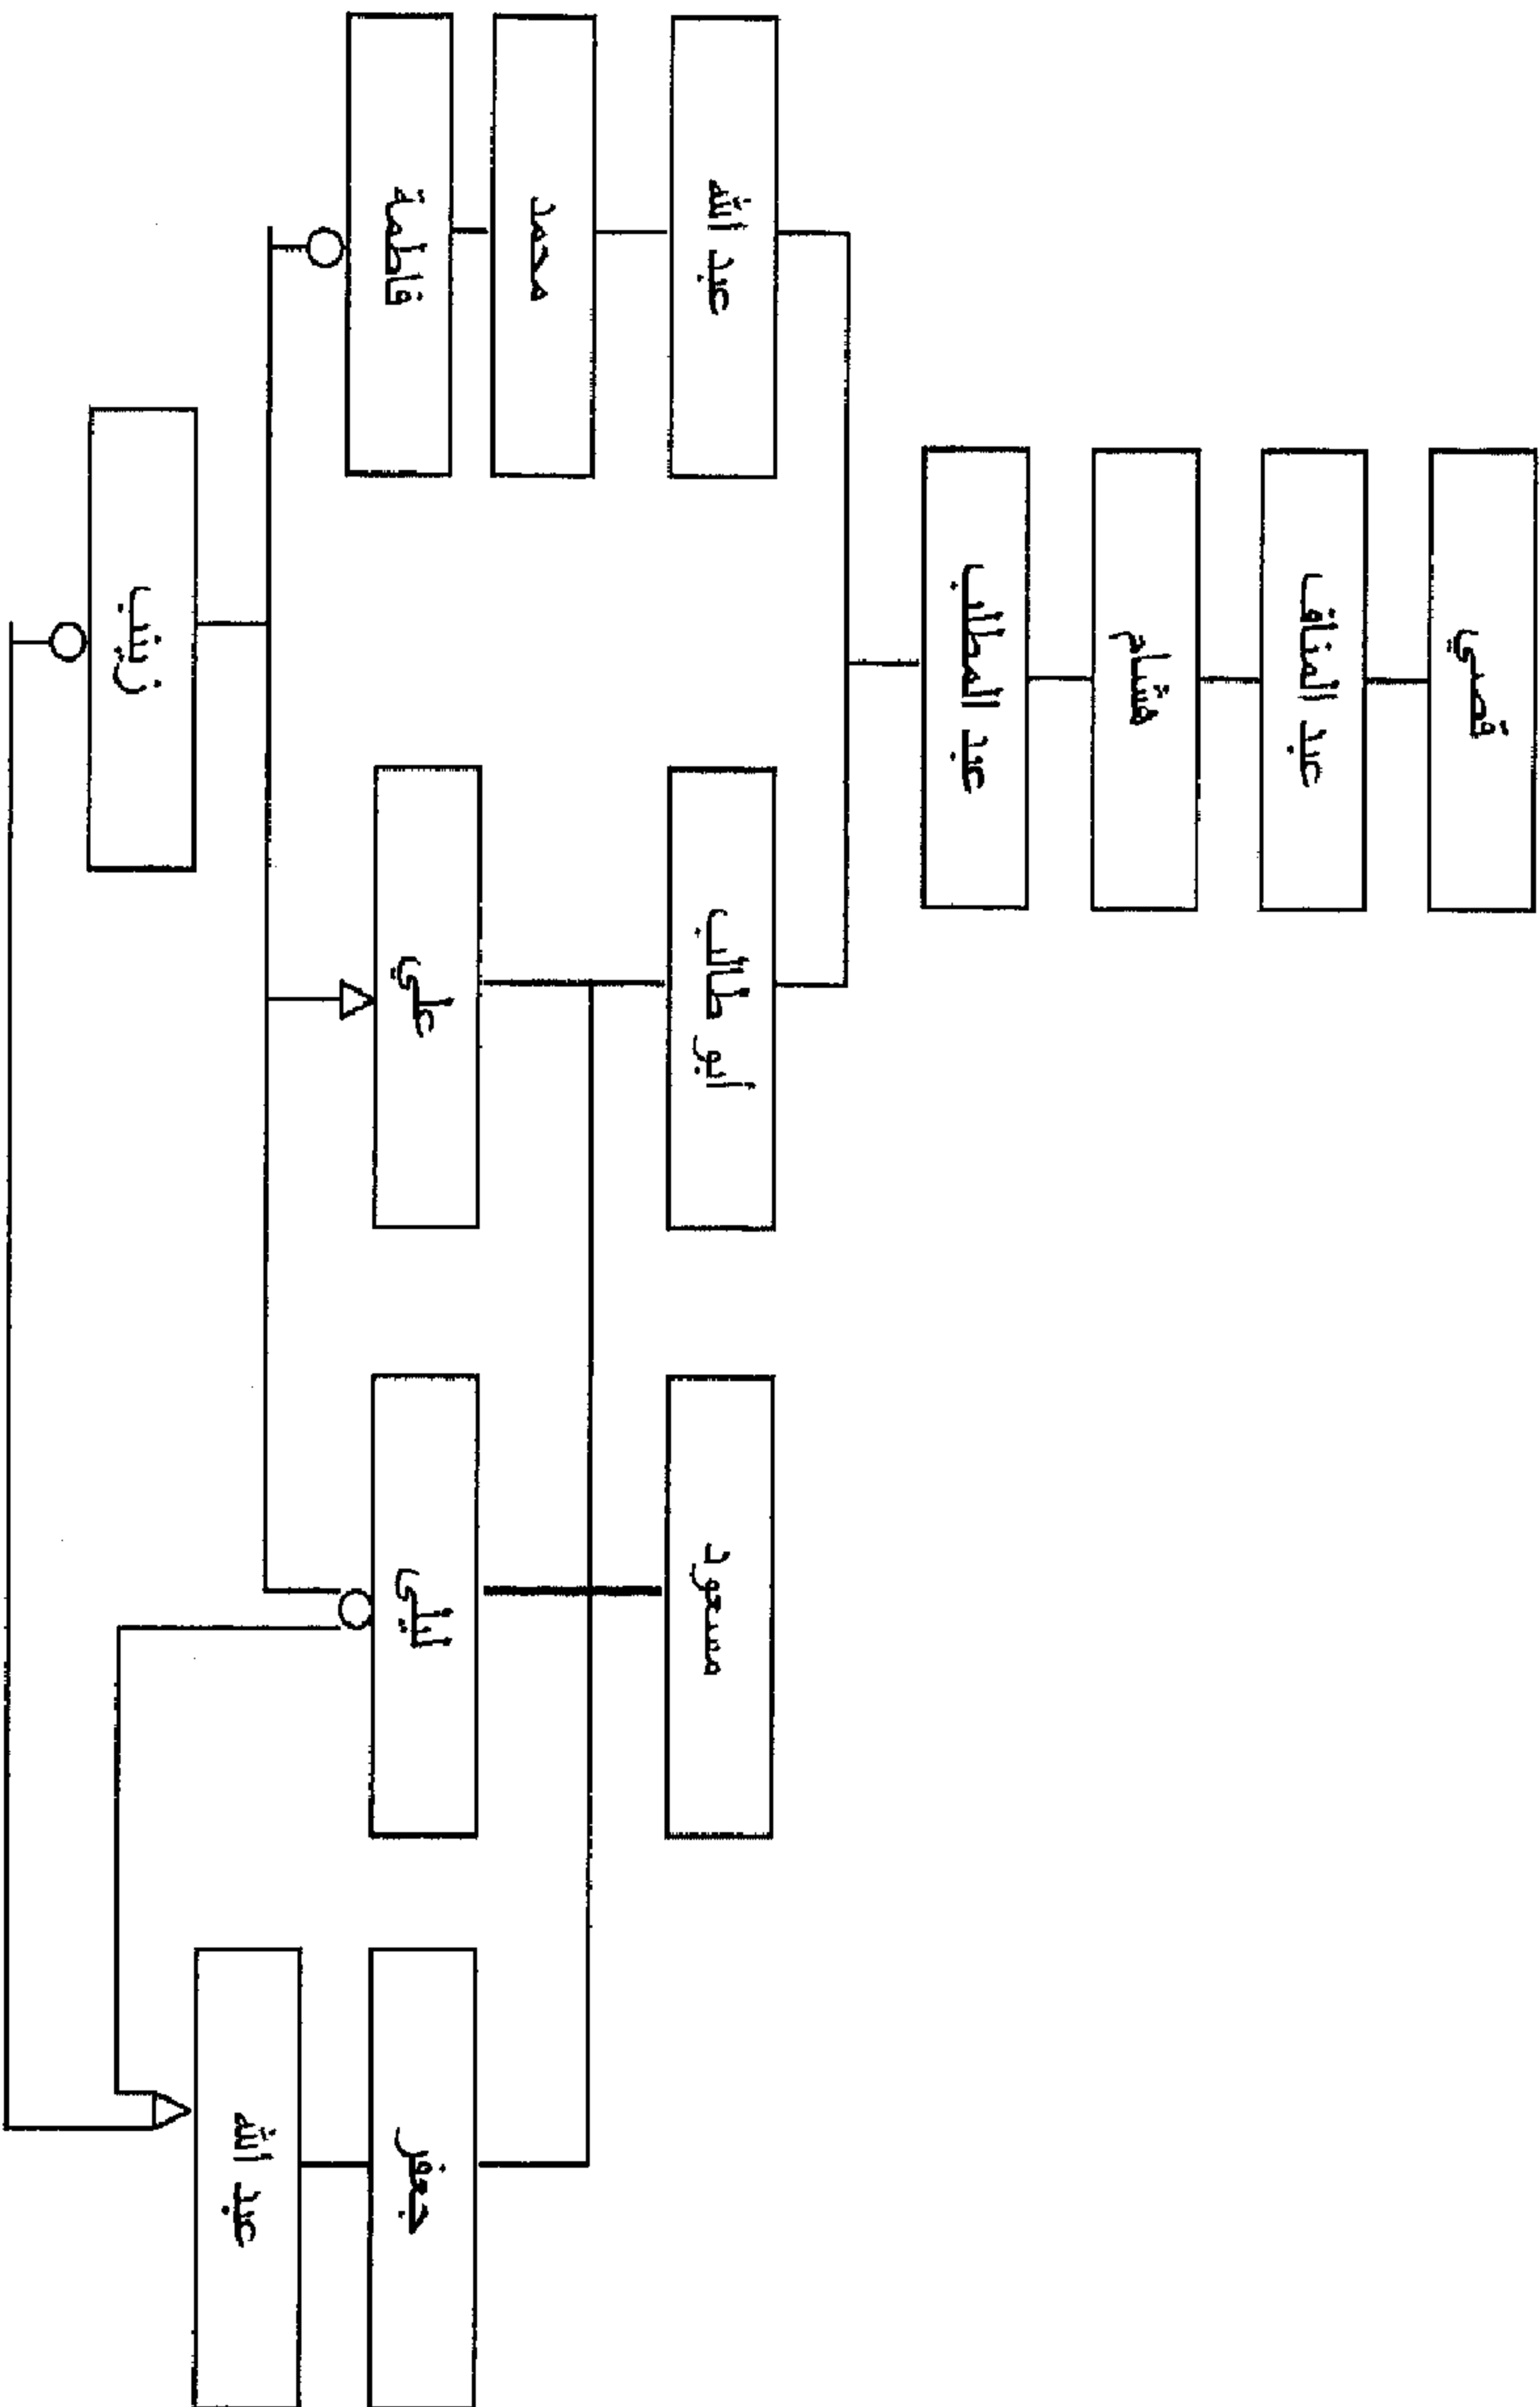 قصي
عبد المناف
هشام
عبد المطلب
عبد الله
أبو طالب
مسعود
محمد
فاطمة
علي
ليلى
جعفر
عبد الله
زينب